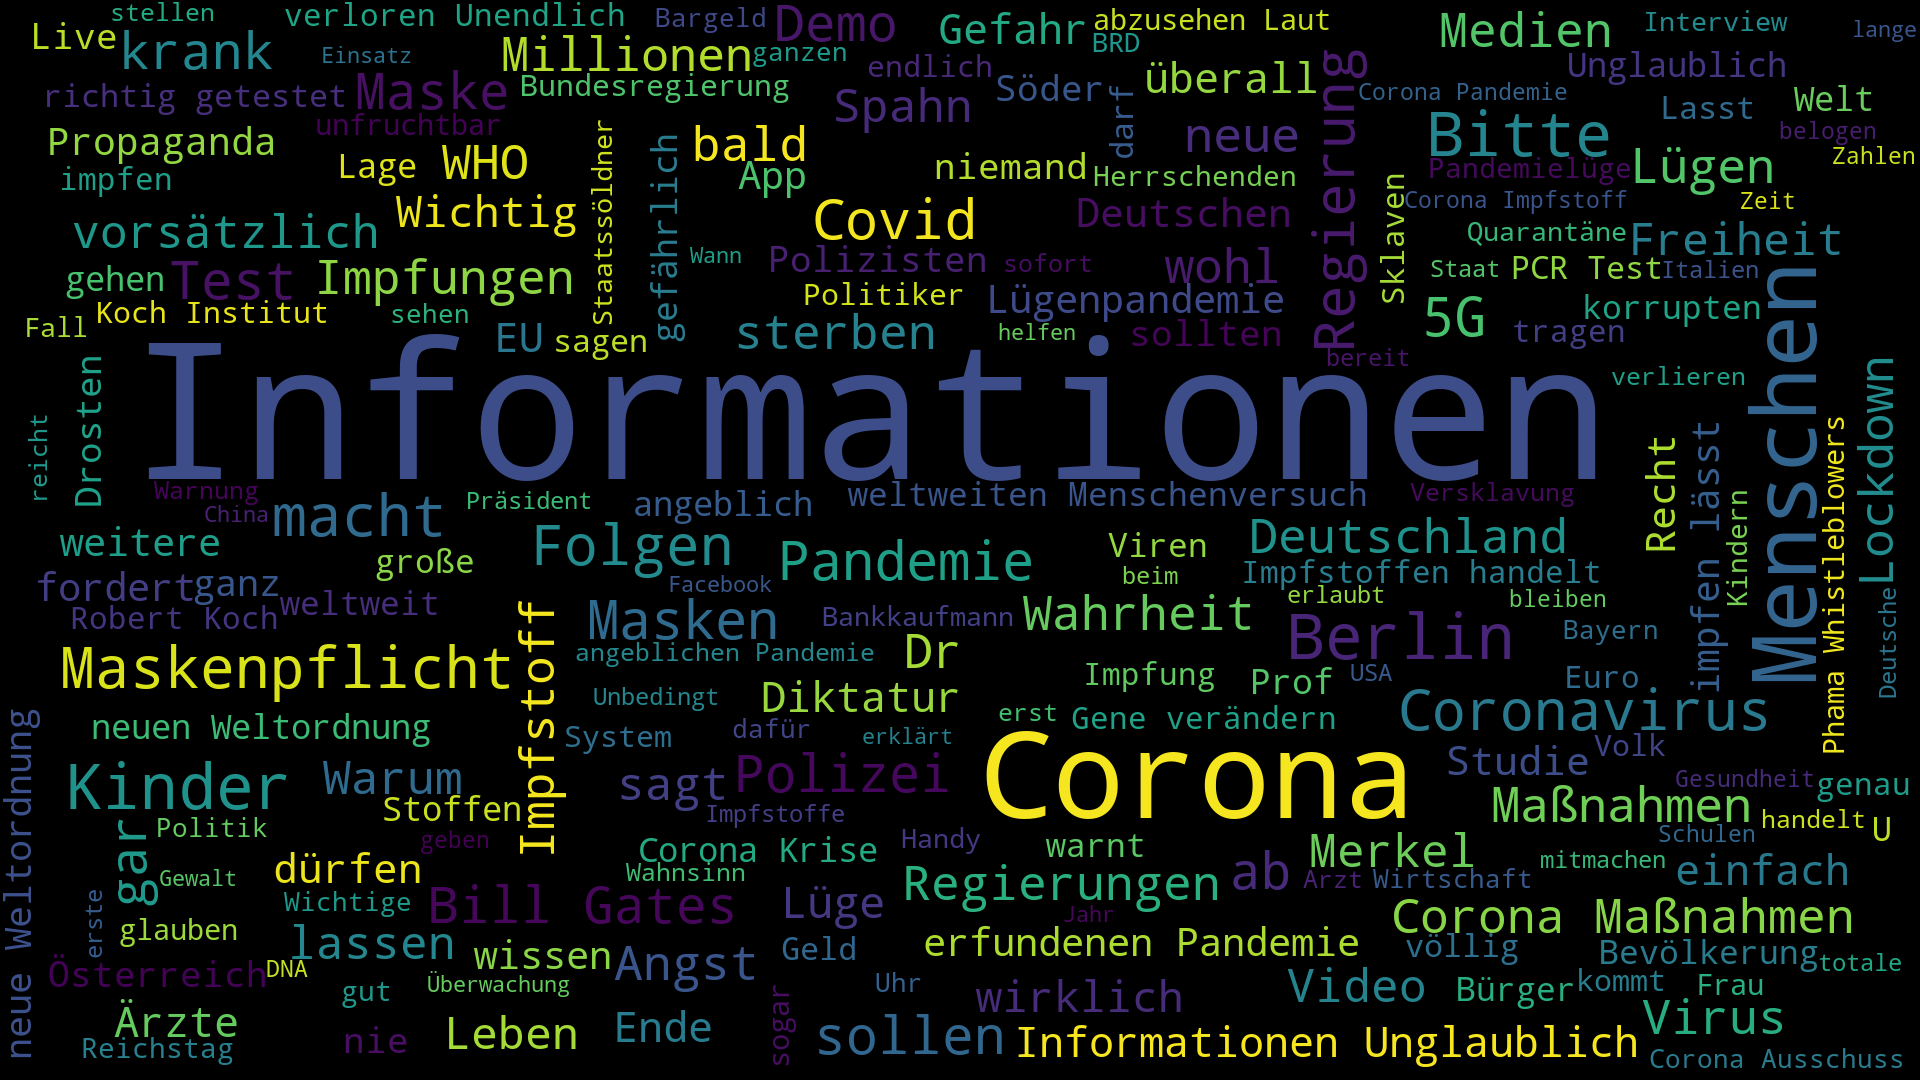 stellen
verloren Unendlich
Bargeld
Demo
Gefahr
abzusehen Laut
Medien
Interview
lange
Live
krank
Einsatz
Millionen
ganzen
BRD
endlich
überall
Unglaublich
richtig getestet
Maske
Bundesregierung
Spahn
Söder
darf
Regierung
Corona Pandemie
Lasst
Welt
unfruchtbar
Propaganda
bald
neue
Bitte
belogen
Zahlen
impfen
Lage
WHO
Staatssöldner
gefährlich
App
niemand
Herrschenden
Pandemielüge
Lügen
Wichtig
Covid
Deutschen
Sklaven
Corona Impfstoff
Zeit
vorsätzlich
Wann
Polizisten
sofort
wohl
Quarantäne
Freiheit
gehen
Test
Impfungen
Politiker
Lügenpandemie
Staat
PCR Test
Italien
Menschen
Fall
Koch Institut
sehen
EU
sagen
sterben
helfen
sollten
bereit
5G
korrupten
tragen
Informationen
verlieren
Lockdown
reicht
Drosten
Warnung
China
macht
Präsident
angeblich
weltweiten Menschenversuch
Versklavung
Recht
impfen lässt
Kindern
Phama Whistleblowers
weitere
große
Folgen
Pandemie
Viren
beim
Deutschland
Impfstoffen handelt
fordert
ganz
weltweit
Robert Koch
Facebook
Masken
Bankkaufmann
Wahrheit
erlaubt
bleiben
Berlin
Bayern
Deutsche
Maskenpflicht
Impfstoff
angeblichen Pandemie
Dr
Impfung
Prof
USA
Euro
Unbedingt
Diktatur
erst
Gene verändern
Coronavirus
neuen Weltordnung
neue Weltordnung
System
dafür
erklärt
Corona
Studie
Volk
Kinder
Warum
sagt
Polizei
Gesundheit
genau
Stoffen
Impfstoffe
Maßnahmen
handelt
U
Politik
gar
geben
Corona Krise
Handy
warnt
Merkel
Schulen
mitmachen
einfach
Gewalt
dürfen
Wahnsinn
Regierungen
ab
Arzt
Wirtschaft
erste
Wichtige
Bill Gates
Lüge
Jahr
Corona Maßnahmen
glauben
lassen
wissen
Angst
Geld
erfundenen Pandemie
völlig
Bevölkerung
totale
Österreich
DNA
gut
Überwachung
sogar
Uhr
wirklich
Video
Bürger
kommt
Frau
Ärzte
Reichstag
nie
Leben
Ende
sollen
Informationen Unglaublich
Virus
Corona Ausschuss